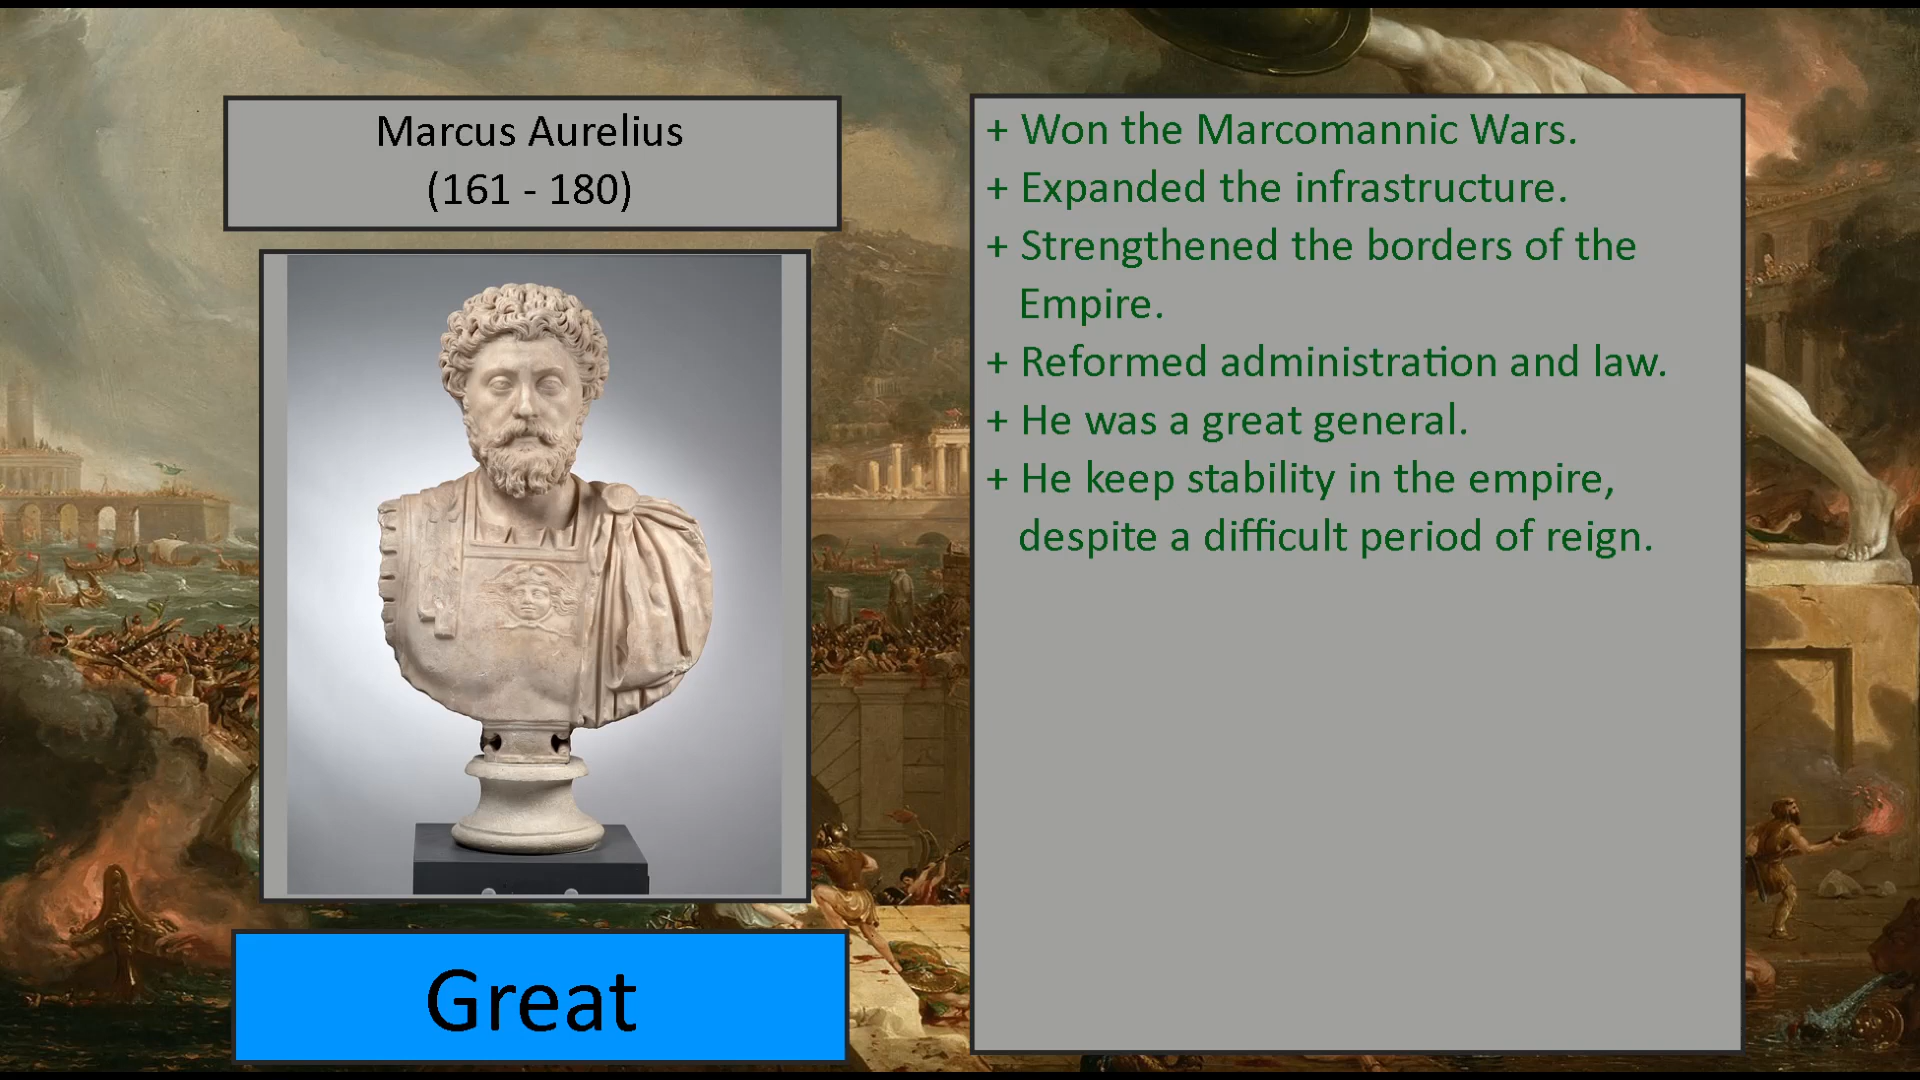 Marcus Aurelius
(161 - 180)
Great
+ Won the Marcomannic Wars.
+ Expanded the infrastructure.
+ Strengthened the borders of the
Empire.
+ Reformed administration and law.
+ He was a great general.
+ He keep stability in the empire,
despite a difficult period of reign.